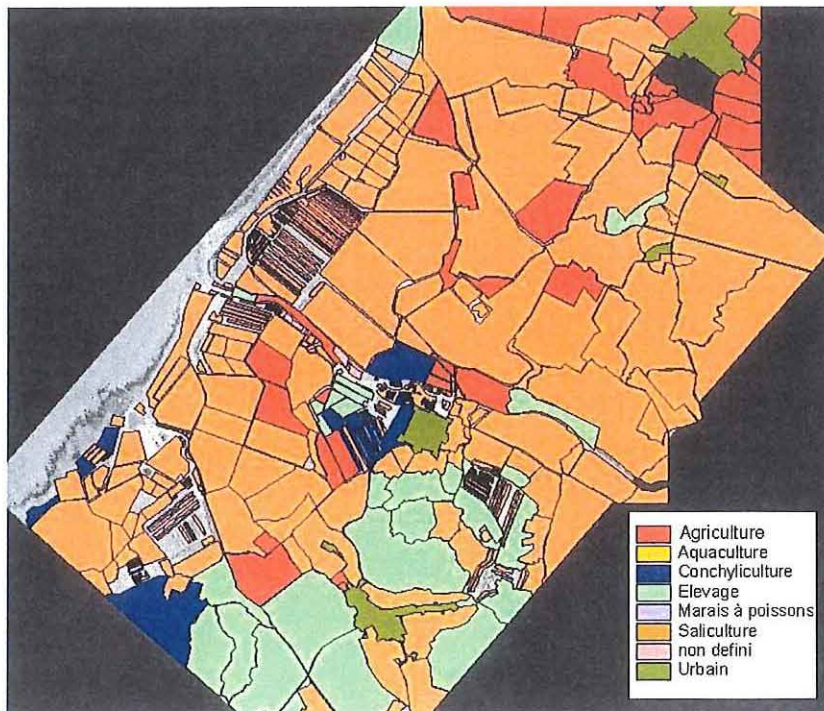 Agriculture
Aquaculture
Conchyliculture
Elevage
Marais à poissons
Saliculture
non defini
Urbain